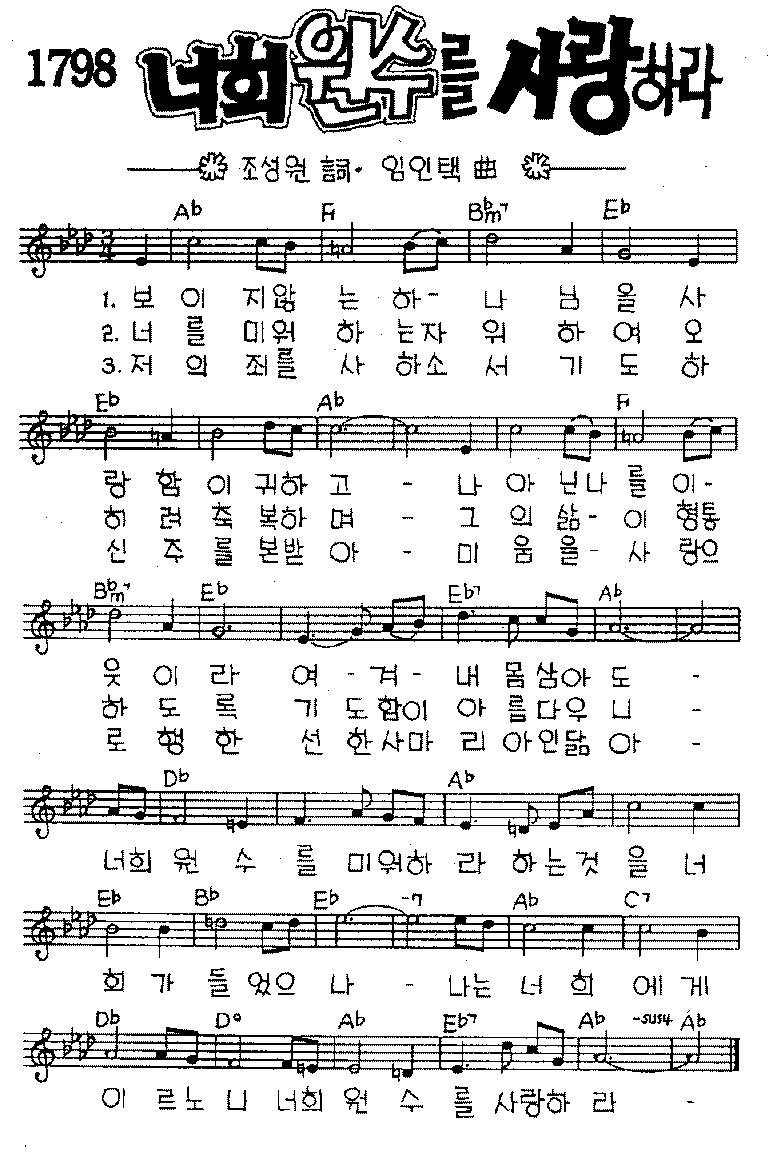 1798 너희 원수를 사랑하라
조성원 詞· 임인택 曲
3/4
Ab F Bbm7 Eb
1. 보 이 지않 는 하- 나 님 을 사
2. 너 를 미워 하 는자 위 하 여 오
3. 저 의 죄를 사 하소 서 기 도 하
Eb Ab F
랑 함 이 귀하 고 - 나 아 닌나 를 이-
히 려 축 복하 며 - 그 의 삶- 이 형통
신 주 를 본받 아 - 미 움 을- 사 랑으
Bbm7 Eb Eb7 Ab
웃 이 라 여 - 겨 - 내 몸 삼아 도 -
하 도 록 기 도함이 아 름다우 니 -
로 행 한 선 한사마 리 아인닮 아 -
Db Ab
너희 원 수 를 미워하 라 하는것 을 너
Eb Bb Eb -7 Ab C7
희 가 들 었으 나 - 나는 너 희 에 게
Db D° Ab Eb7 Ab -sus4 Ab
이 르노 니 너희 원 수 를 사랑하 라 -